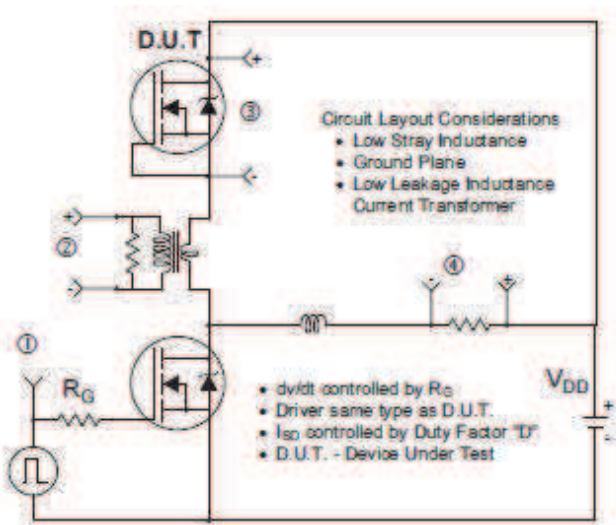 D.U.T
+
③
-
Circuit Layout Considerations
• Low Stray Inductance
• Ground Plane
• Low Leakage Inductance
Current Transformer
+
②
-
④
-
+
①
RG
VDD
+
-
• dv/dt controlled by RG
• Driver same type as D.U.T.
• ISD controlled by Duty Factor "D"
• D.U.T. - Device Under Test